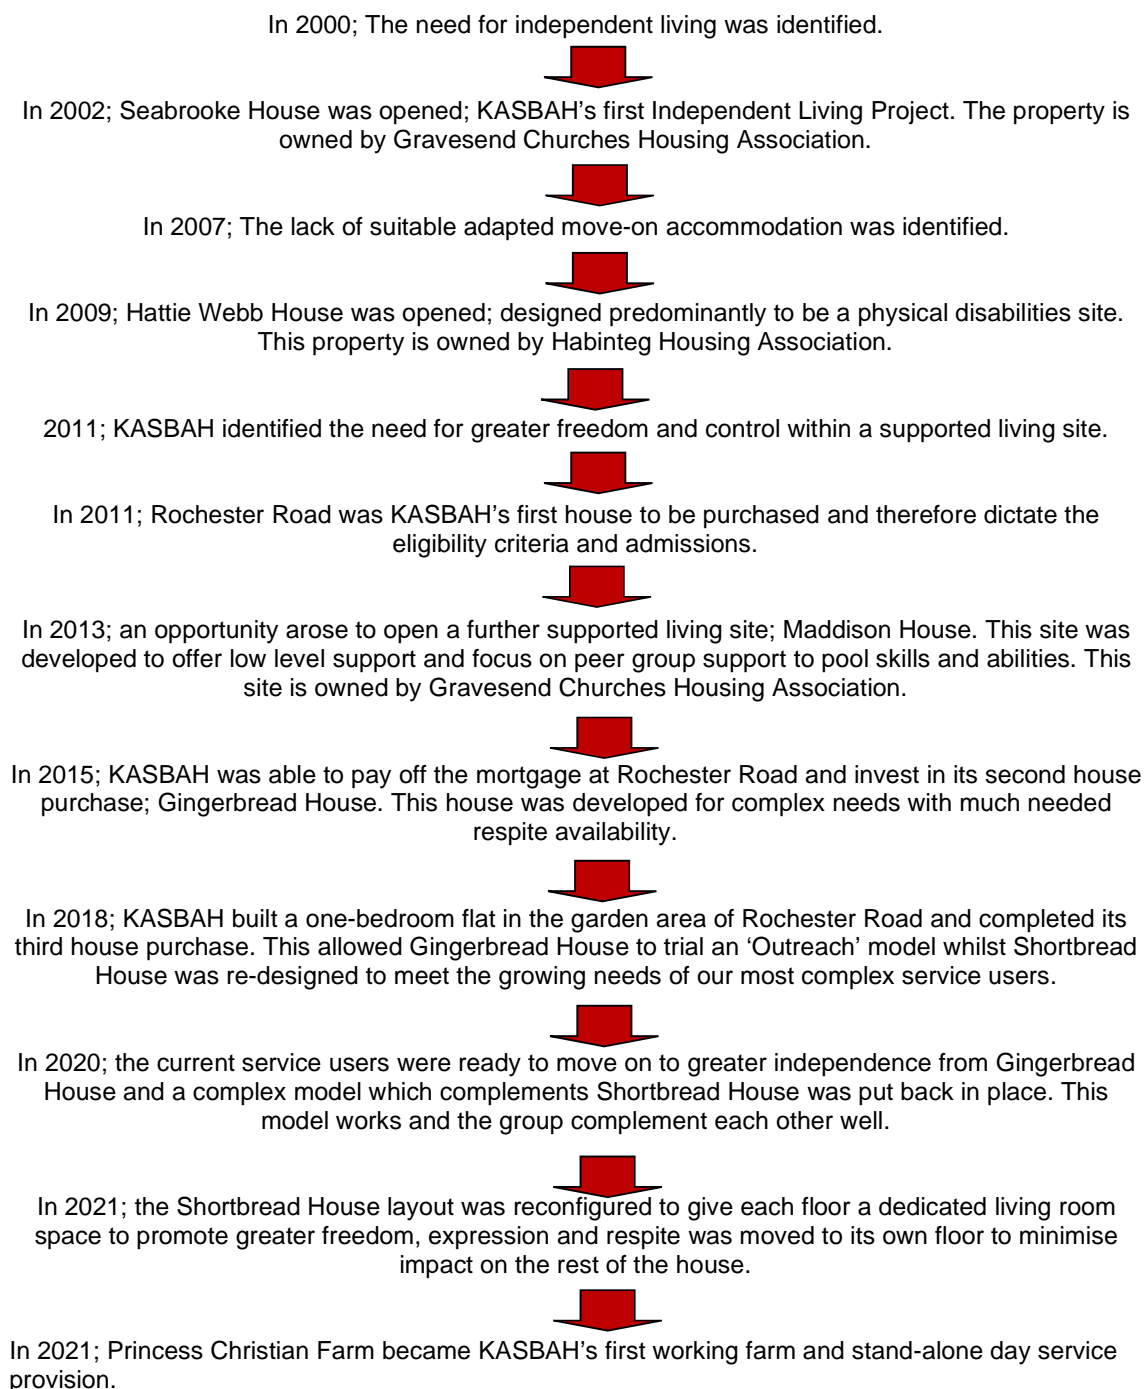 In 2000; The need for independent living was identified.
In 2002; Seabrooke House was opened; KASBAH's first Independent Living Project. The property is
owned by Gravesend Churches Housing Association.
In 2007; The lack of suitable adapted move-on accommodation was identified.
In 2009; Hattie Webb House was opened; designed predominantly to be a physical disabilities site.
This property is owned by Habinteg Housing Association.
2011; KASBAH identified the need for greater freedom and control within a supported living site.
In 2011; Rochester Road was KASBAH's first house to be purchased and therefore dictate the
eligibility criteria and admissions.
In 2013; an opportunity arose to open a further supported living site; Maddison House. This site was
developed to offer low level support and focus on peer group support to pool skills and abilities. This
site is owned by Gravesend Churches Housing Association.
In 2015; KASBAH was able to pay off the mortgage at Rochester Road and invest in its second house
purchase; Gingerbread House. This house was developed for complex needs with much needed
respite availability.
In 2018; KASBAH built a one-bedroom flat in the garden area of Rochester Road and completed its
third house purchase. This allowed Gingerbread House to trial an 'Outreach' model whilst Shortbread
House was re-designed to meet the growing needs of our most complex service users.
In 2020; the current service users were ready to move on to greater independence from Gingerbread
House and a complex model which complements Shortbread House was put back in place. This
model works and the group complement each other well.
In 2021; the Shortbread House layout was reconfigured to give each floor a dedicated living room
space to promote greater freedom, expression and respite was moved to its own floor to minimise
impact on the rest of the house.
In 2021; Princess Christian Farm became KASBAH's first working farm and stand-alone day service
provision.